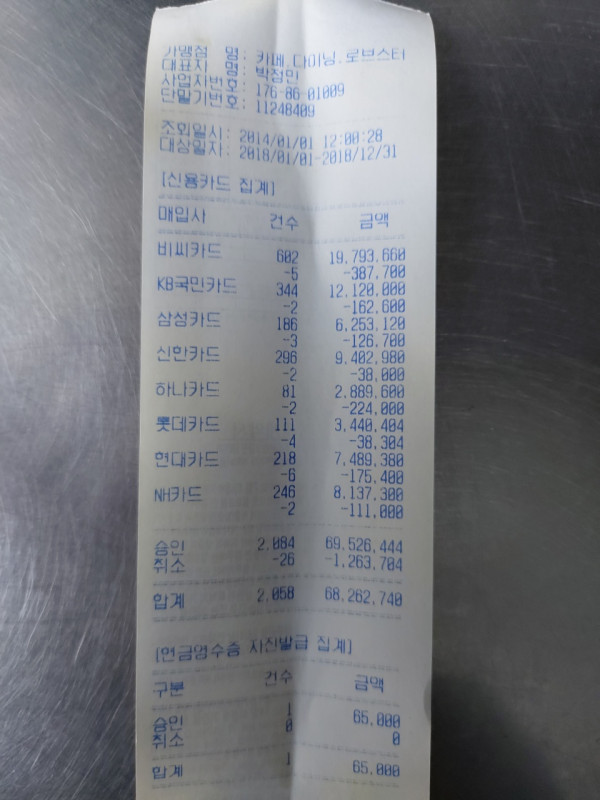 가맹점 명: 카페.다이닝.로브스터
대표자 명: 박점민
사업자번호: 176-86-01009
단말기번호: 11248409
조회일시: 2014/01/01 12:00:28
대상일자: 2018/01/01-2018/12/31
[신용카드 집계]
매입사 건수 금액
비씨카드 602 19,793,660
-5 -387,700
KB국민카드 344 12,120,000
-2 -162,600
삼성카드 186 6,253,120
-3 -126,700
신한카드 296 9,402,980
-2 -38,000
하나카드 81 2,889,600
-2 -224,000
롯데카드 111 3,440,404
-4 -38,304
현대카드 218 7,489,380
-6 -175,400
NH카드 246 8,137,300
-2 -111,000
승인 2,084 69,526,444
취소 -26 -1,263,704
합계 2,058 68,262,740
[현금영수증 자진발급 집계]
구분 건수 금액
승인 1 65,000
취소 0 0
합계 1 65,000